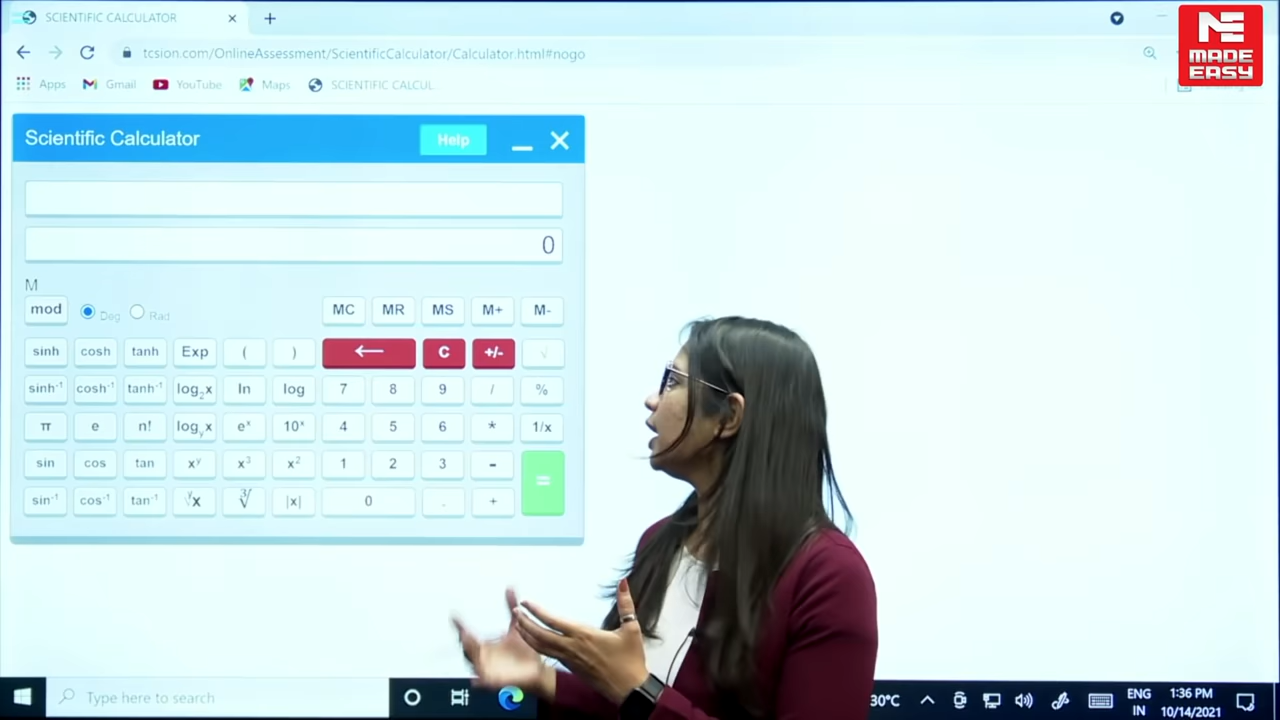 SCIENTIFIC CALCULATOR
tcsion.com/OnlineAssessment/ScientificCalculator/Calculator.html#nogo
Apps Gmail YouTube Maps SCIENTIFIC CALCUL
MADE EASY
Scientific Calculator Help
0
M
mod Deg Rad MC MR MS M+ M-
sinh cosh tanh Exp ( ) ← C +/- √
sinh⁻¹ cosh⁻¹ tanh⁻¹ log₂x ln log 7 8 9 / %
π e n! logᵧx eˣ 10ˣ 4 5 6 * 1/x
sin cos tan xʸ x³ x² 1 2 3 - =
sin⁻¹ cos⁻¹ tan⁻¹ ʸ√x ³√ |x| 0 . +
Type here to search 30°C ENG 1:36 PM
IN 10/14/2021